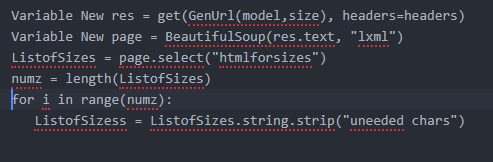 Variable New res = get(GenUrl(model,size), headers=headers)
Variable New page = BeautifulSoup(res.text, "lxml")
ListofSizes = page.select("htmlforsizes")
numz = length(ListofSizes)
for i in range(numz):
ListofSizess = ListofSizes.string.strip("uneeded chars")